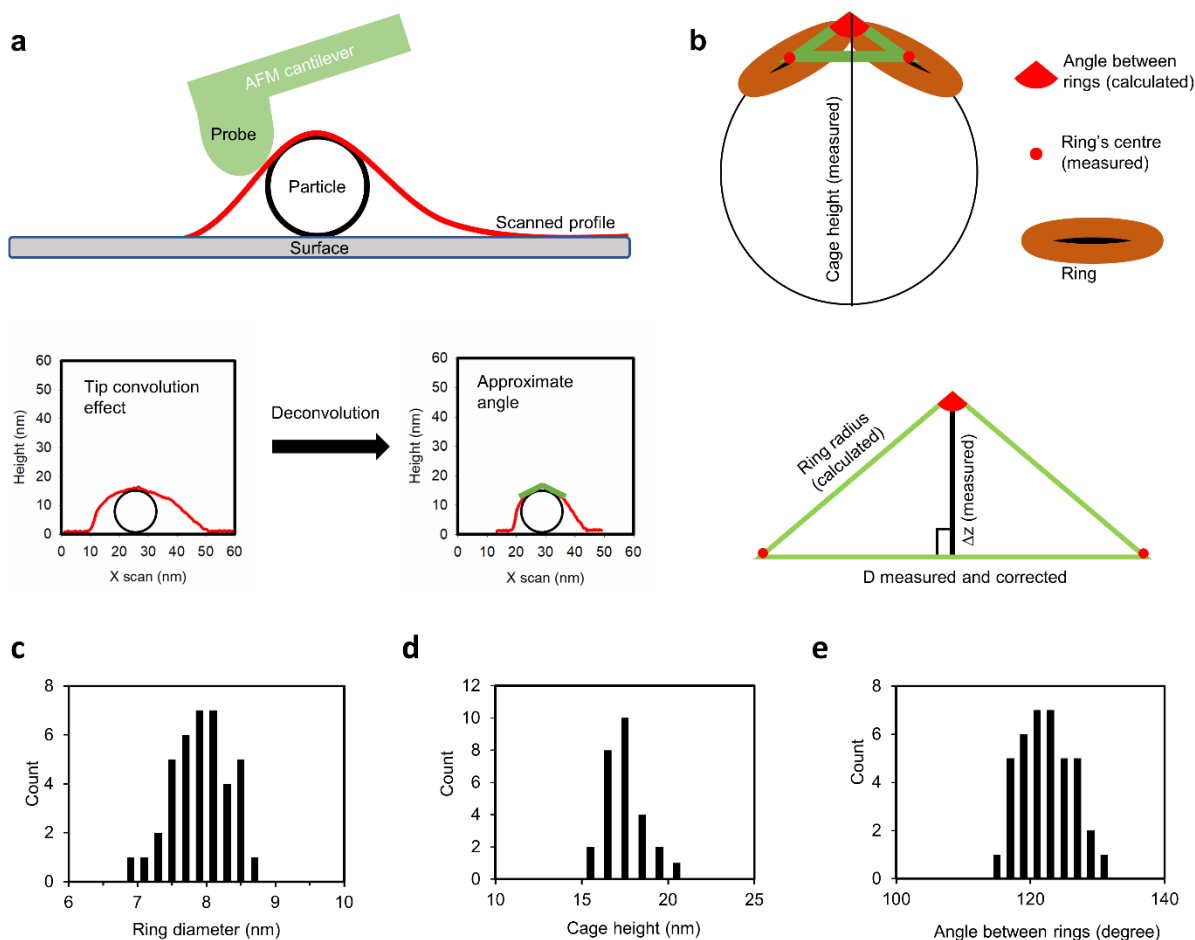 a
AFM cantilever
Probe
Particle
Scanned profile
Surface
60
50
40
30
20
10
0
Height (nm)
Tip convolution
effect
0 10 20 30 40 50 60
X scan (nm)
Deconvolution
60
50
40
30
20
10
0
Height (nm)
Approximate
angle
0 10 20 30 40 50 60
X scan (nm)
b
Cage height (measured)
Angle between
rings (calculated)
Ring's centre
(measured)
Ring
Ring radius
(calculated)
Δz (measured)
D measured and corrected
c
8
6
4
2
0
Count
6 7 8 9 10
Ring diameter (nm)
d
12
10
8
6
4
2
0
Count
10 15 20 25
Cage height (nm)
e
8
6
4
2
0
Count
100 120 140
Angle between rings (degree)